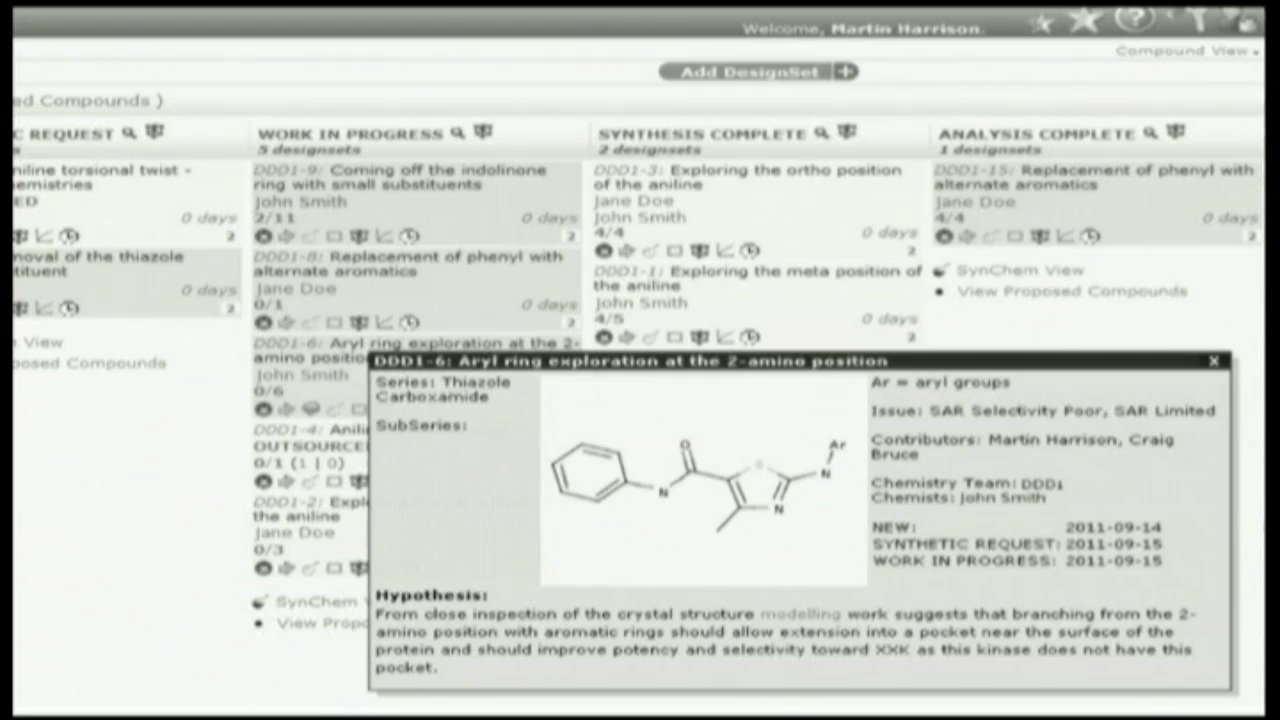 Welcome, Martin Harrison.
Compound View
Add DesignSet +
ed Compounds )
C REQUEST
s
niline torsional twist -
emistries
ED
0 days
2
noval of the thiazole
tituent
0 days
2
View
posed Compounds
WORK IN PROGRESS
5 designsets
DDD1-9: Coming off the indolinone
ring with small substituents
John Smith
2/11
0 days
2
DDD1-8: Replacement of phenyl with
alternate aromatics
Jane Doe
0/1
0 days
2
DDD1-6: Aryl ring exploration at the 2-
amino positio
John Smith
0/6
DDD1-4: Anili
OUTSOURCE
0/1 (1 | 0)
DDD1-2: Expl
the aniline
Jane Doe
0/3
SynChem
View Prop
SYNTHESIS COMPLETE
2 designsets
DDD1-3: Exploring the ortho position
of the aniline
Jane Doe
John Smith
4/4
0 days
2
DDD1-1: Exploring the meta position of
the aniline
John Smith
4/5
0 days
2
ANALYSIS COMPLETE
1 designsets
DDD1-15: Replacement of phenyl with
alternate aromatics
Jane Doe
4/4
0 days
2
SynChem View
View Proposed Compounds
DDD1-6: Aryl ring exploration at the 2-amino position X
Series: Thiazole
Carboxamide
SubSeries:
O
N
S
N
N
Ar
Ar = aryl groups
Issue: SAR Selectivity Poor, SAR Limited
Contributors: Martin Harrison, Craig
Bruce
Chemistry Team: DDD1
Chemists: John Smith
NEW: 2011-09-14
SYNTHETIC REQUEST: 2011-09-15
WORK IN PROGRESS: 2011-09-15
Hypothesis:
From close inspection of the crystal structure modelling work suggests that branching from the 2-
amino position with aromatic rings should allow extension into a pocket near the surface of the
protein and should improve potency and selectivity toward XXK as this kinase does not have this
pocket.